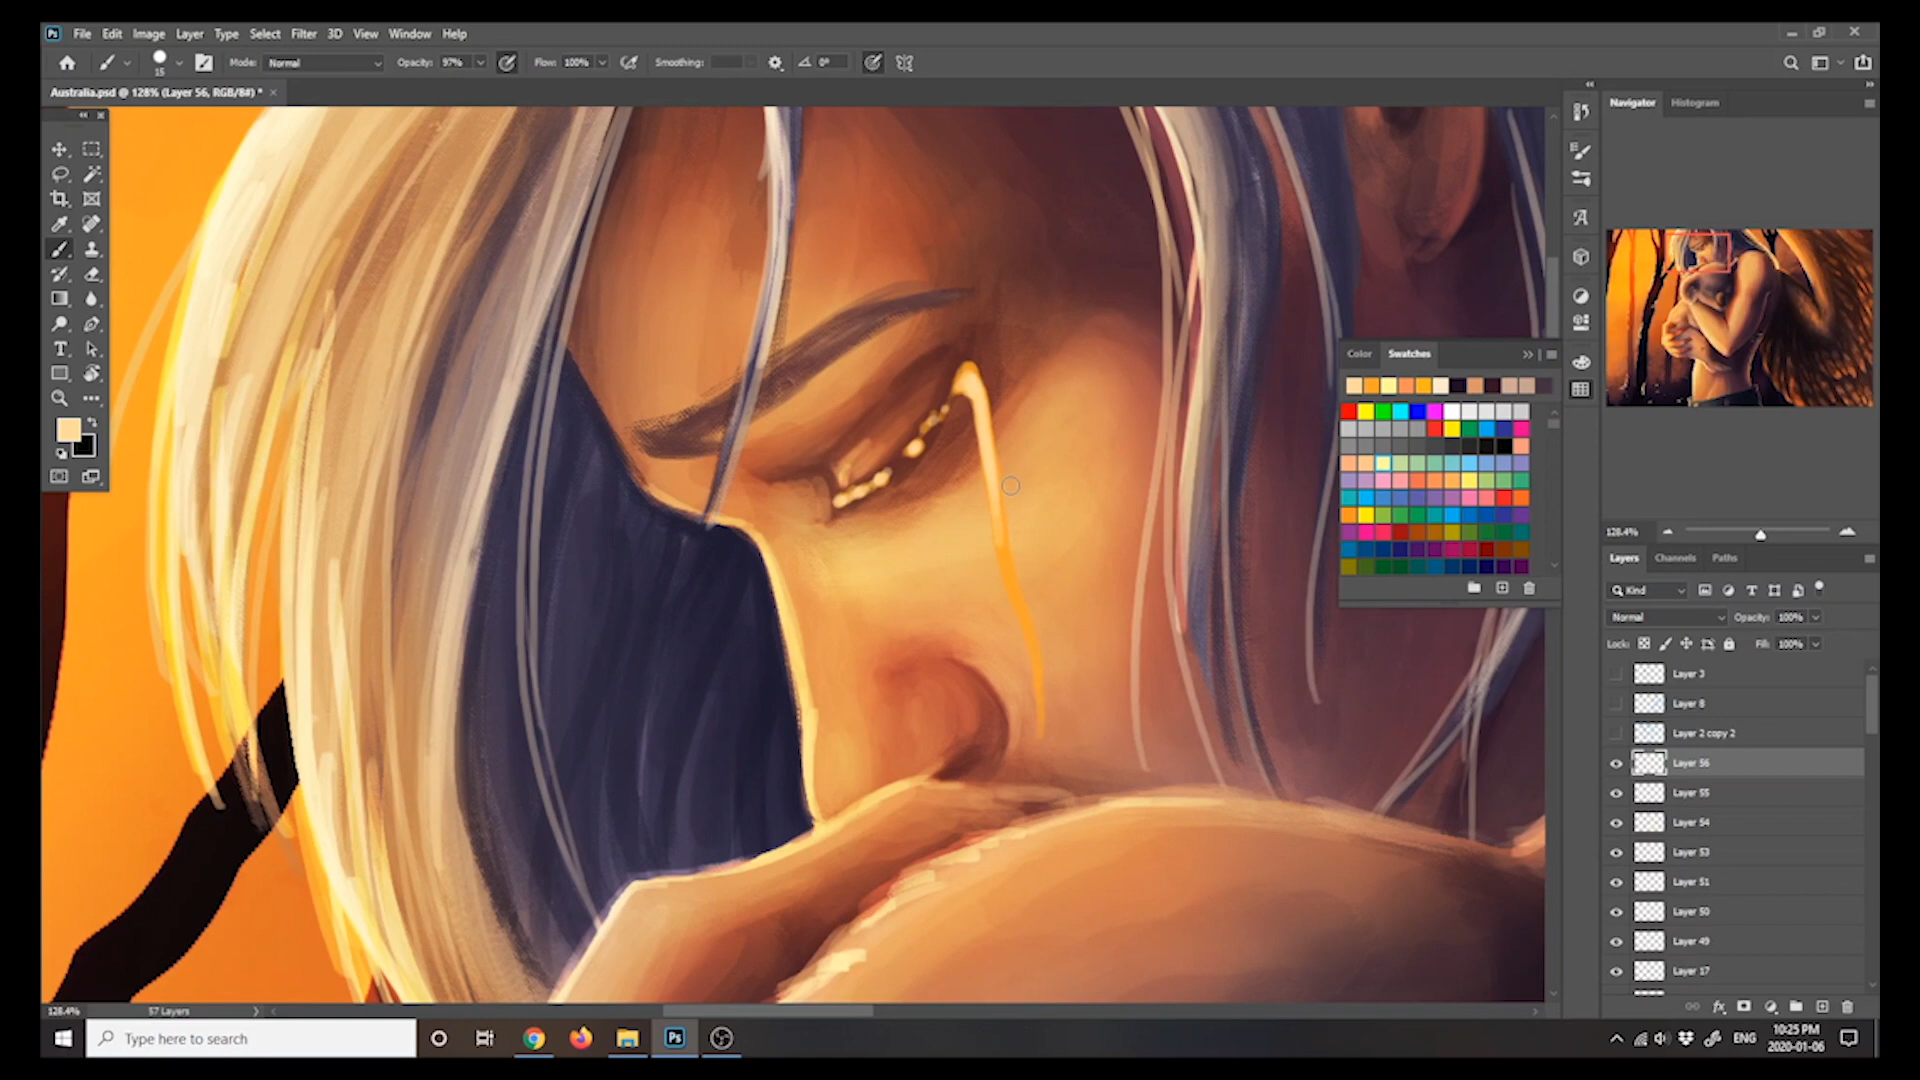 Ps File Edit Image Layer Type Select Filter 3D View Window Help
15 Mode: Normal Opacity: 97% Flow: 100% Smoothing: 0°
Australia.psd @ 128% (Layer 56, RGB/8#) *
Navigator Histogram
Color Swatches
128.4%
Layers Channels Paths
Kind
Normal Opacity: 100%
Lock: Fill: 100%
Layer 3
Layer 8
Layer 2 copy 2
Layer 56
Layer 55
Layer 54
Layer 53
Layer 51
Layer 50
Layer 49
Layer 17
128.4% 57 Layers
Type here to search
Ps
ENG
10:25 PM
2020-01-06